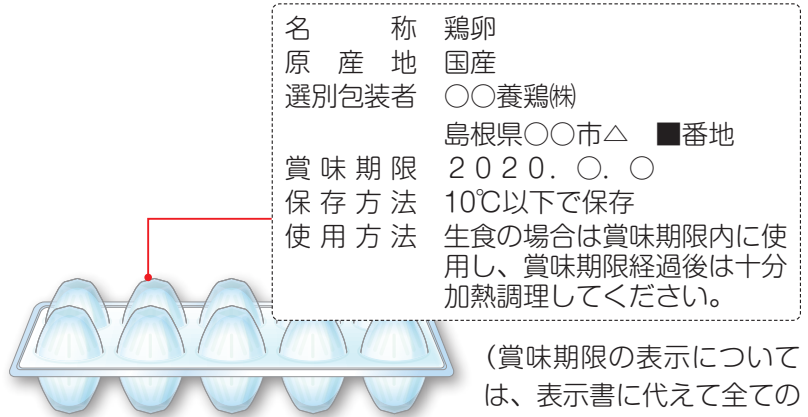 名称 鶏卵
原産地 国産
選別包装者 ○○養鶏㈱
島根県○○市△ ■番地
賞味期限 2020．○．○
保存方法 10℃以下で保存
使用方法 生食の場合は賞味期限内に使
用し、賞味期限経過後は十分
加熱調理してください。
（賞味期限の表示について
は、表示書に代えて全ての